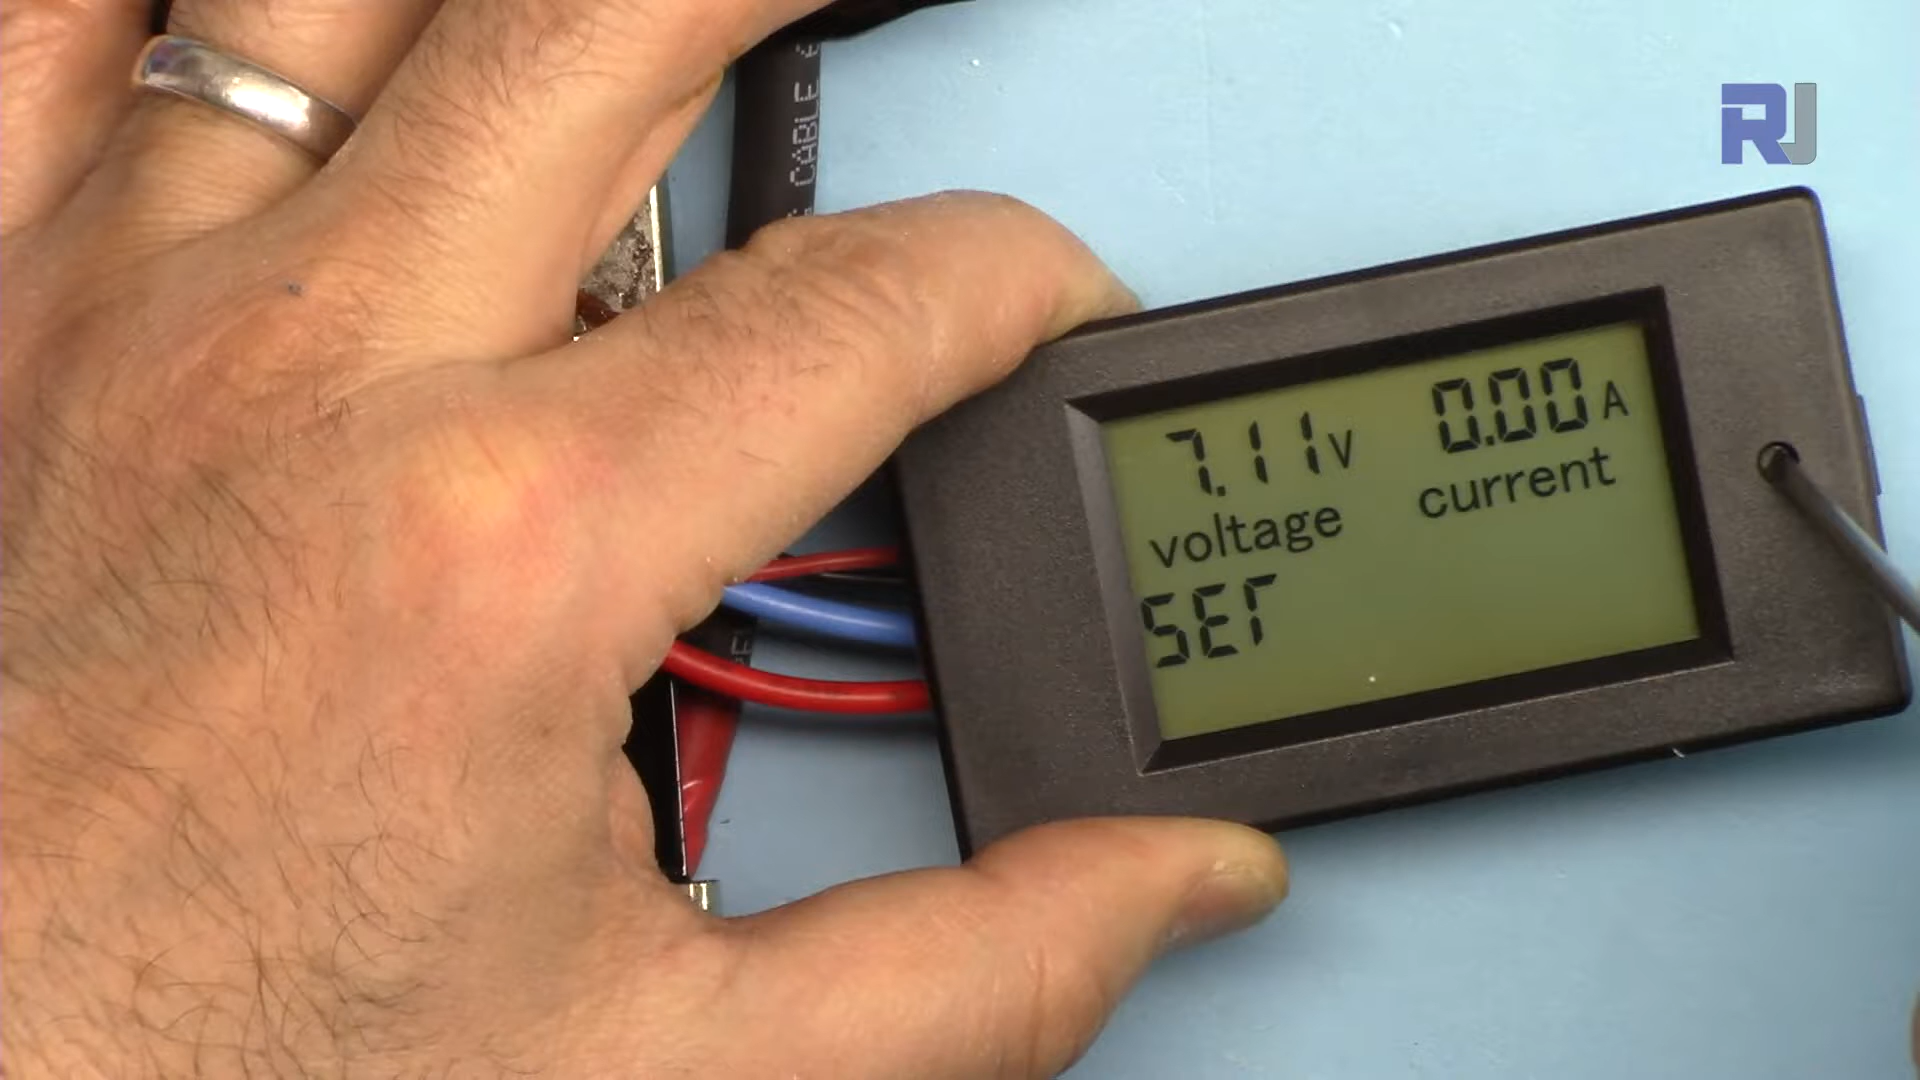 RJ
CABLE
7.11V 0.00A
voltage current
SET